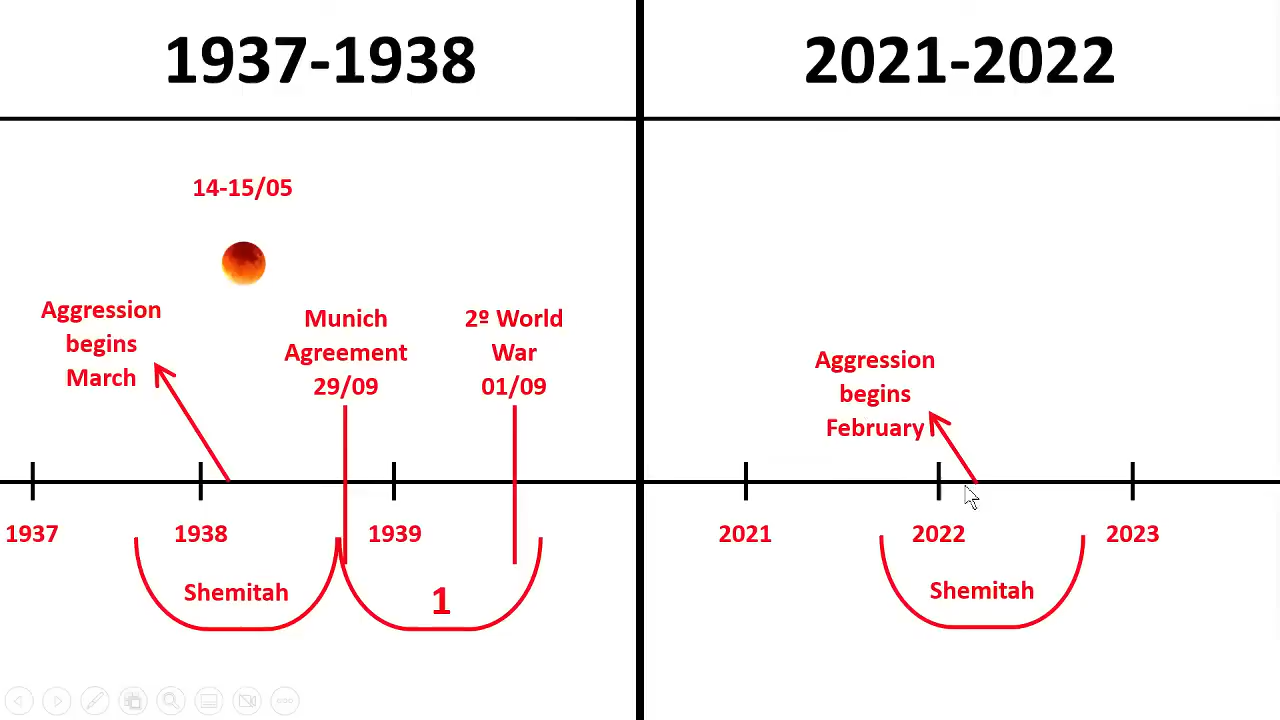 1937-1938
14-15/05
Aggression
begins
March
Munich
Agreement
29/09
2º World
War
01/09
1937
1938
1939
Shemitah
1
2021-2022
Aggression
begins
February
2021
2022
2023
Shemitah